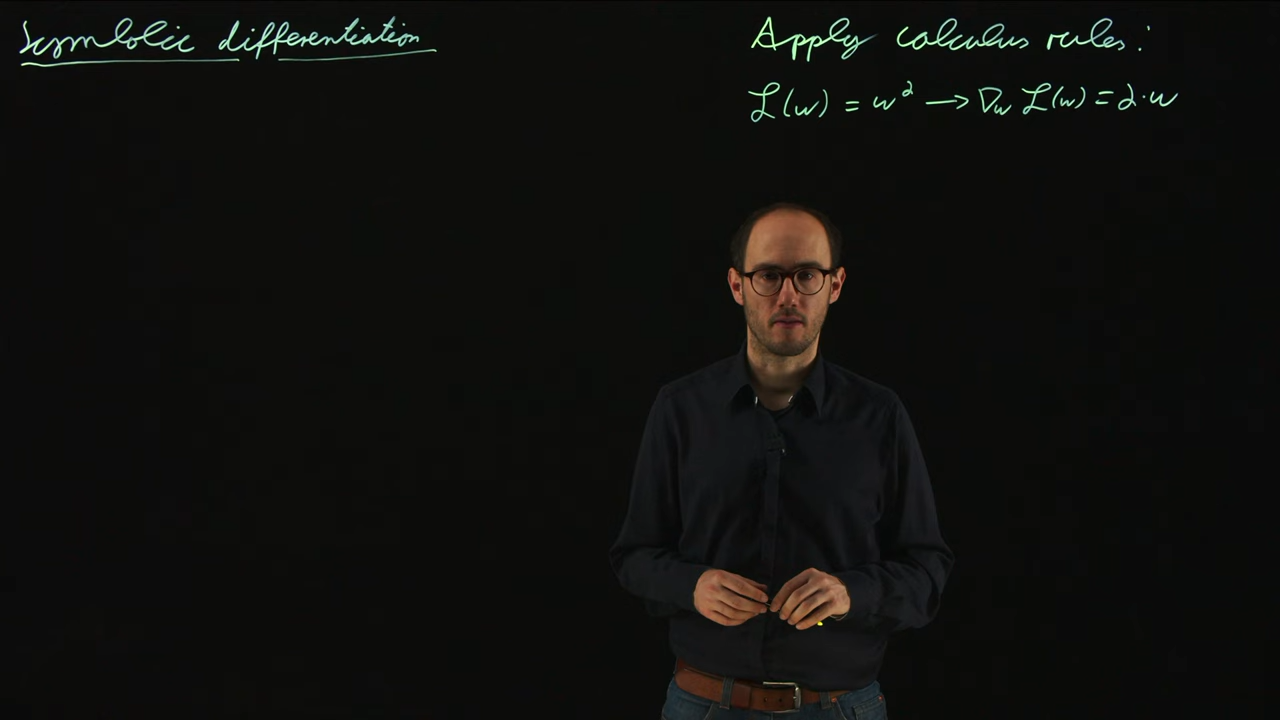 Symbolic differentiation
Apply calculus rules:
ℒ(w) = w² → ∇w ℒ(w) = 2·w